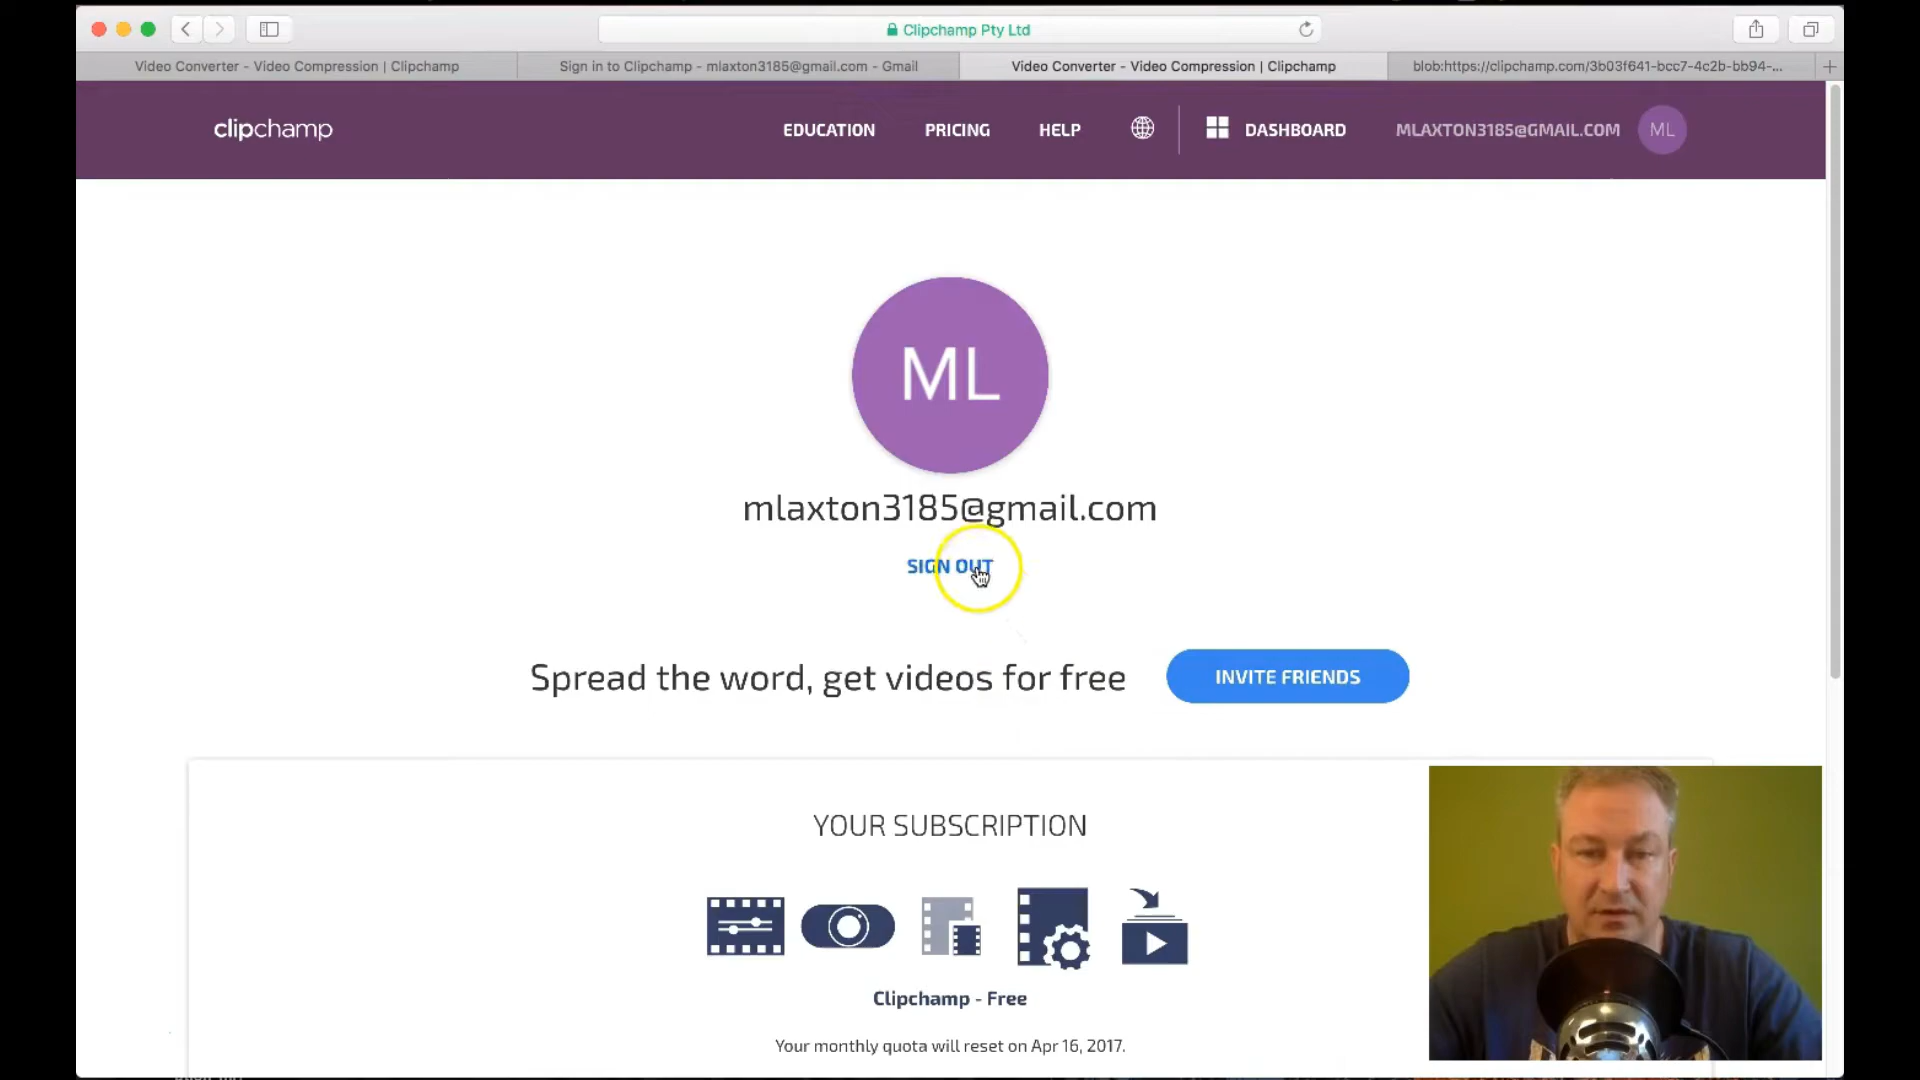 Clipchamp Pty Ltd
Video Converter - Video Compression | Clipchamp
Sign in to Clipchamp - mlaxton3185@gmail.com - Gmail
Video Converter - Video Compression | Clipchamp
blob:https://clipchamp.com/3b03f641-bcc7-4c2b-bb94-...
clipchamp
EDUCATION
PRICING
HELP
DASHBOARD
MLAXTON3185@GMAIL.COM
ML
ML
mlaxton3185@gmail.com
SIGN OUT
Spread the word, get videos for free
INVITE FRIENDS
YOUR SUBSCRIPTION
Clipchamp - Free
Your monthly quota will reset on Apr 16, 2017.